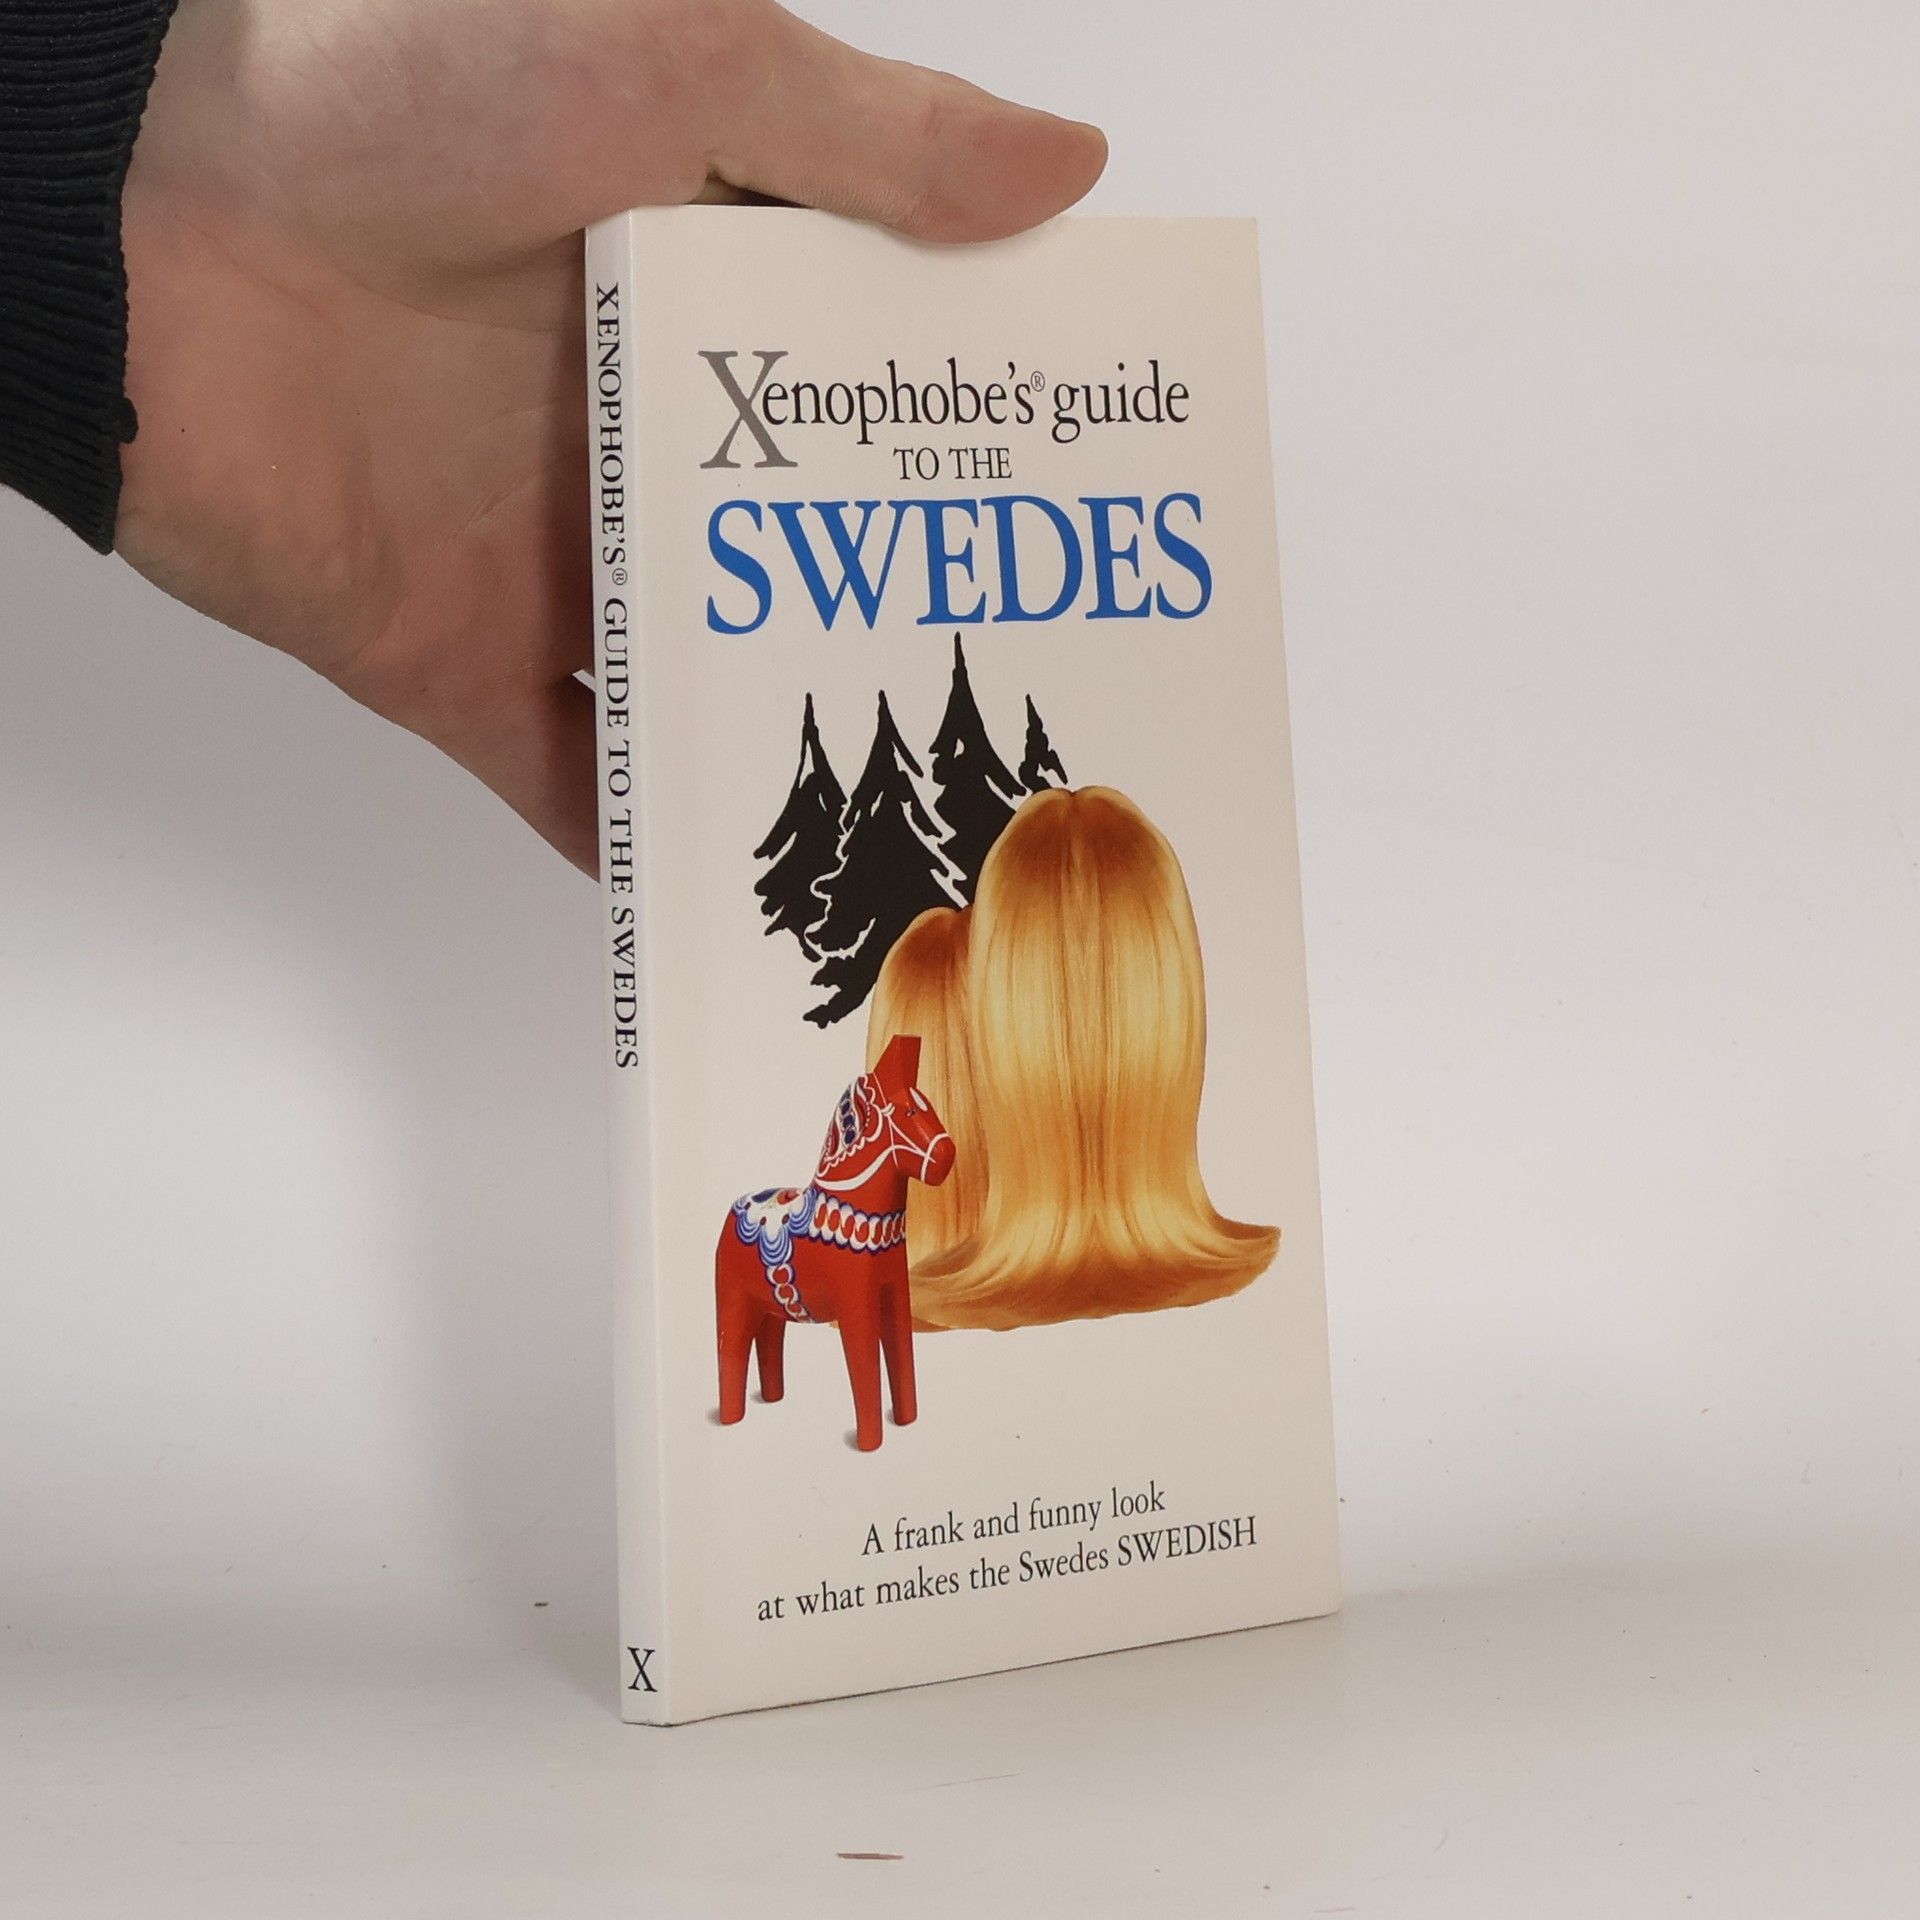 XENOPHOBE'S® GUIDE TO THE SWEDES
X
Xenophobe's® guide
TO THE
SWEDES
A frank and funny look
at what makes the Swedes SWEDISH